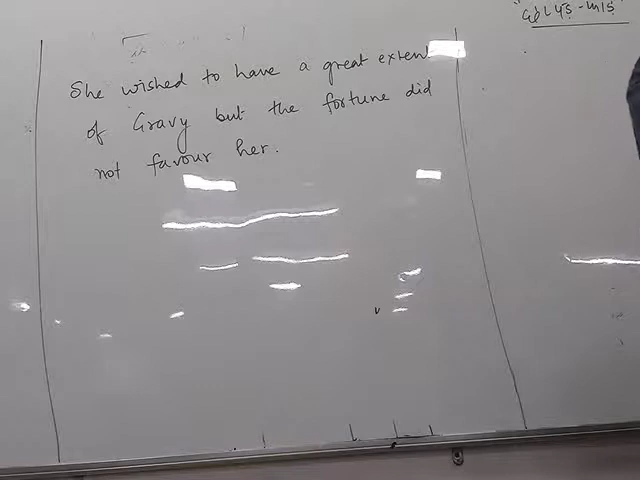 She wished to have a great extent
of Gravy but the fortune did
not favour her.